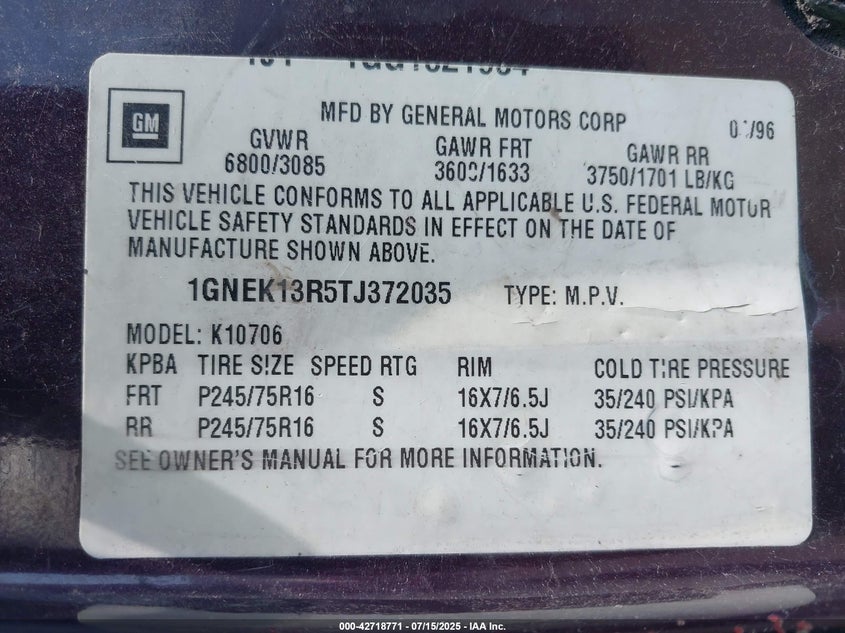 GM
MFD BY GENERAL MOTORS CORP
GVWR GAWR FRT GAWR RR
6800/3085 3600/1633 3750/1701 LB/KG
THIS VEHICLE CONFORMS TO ALL APPLICABLE U.S. FEDERAL MOTOR
VEHICLE SAFETY STANDARDS IN EFFECT ON THE DATE OF
MANUFACTURE SHOWN ABOVE.
1GNEK13R5TJ372035 TYPE: M.P.V.
MODEL: K10706
KPBA TIRE SIZE SPEED RTG RIM COLD TIRE PRESSURE
FRT P245/75R16 S 16X7/6.5J 35/240 PSI/KPA
RR P245/75R16 S 16X7/6.5J 35/240 PSI/KPA
SEE OWNER'S MANUAL FOR MORE INFORMATION.
000-42718771 - 07/15/2025 - IAA Inc.